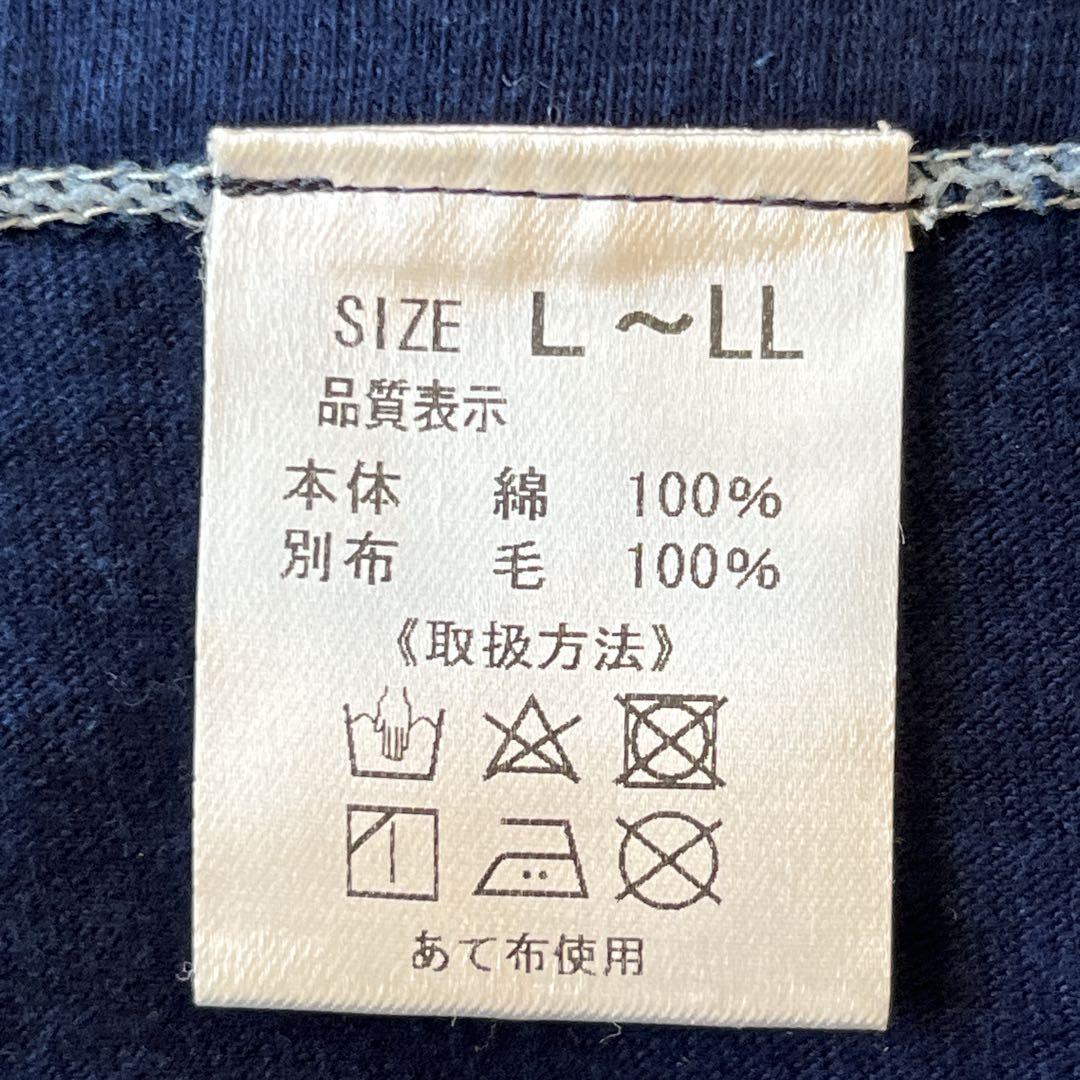 SIZE L ～LL
品質表示
本体 綿 100%
別布 毛 100%
《取扱方法》
あて布使用